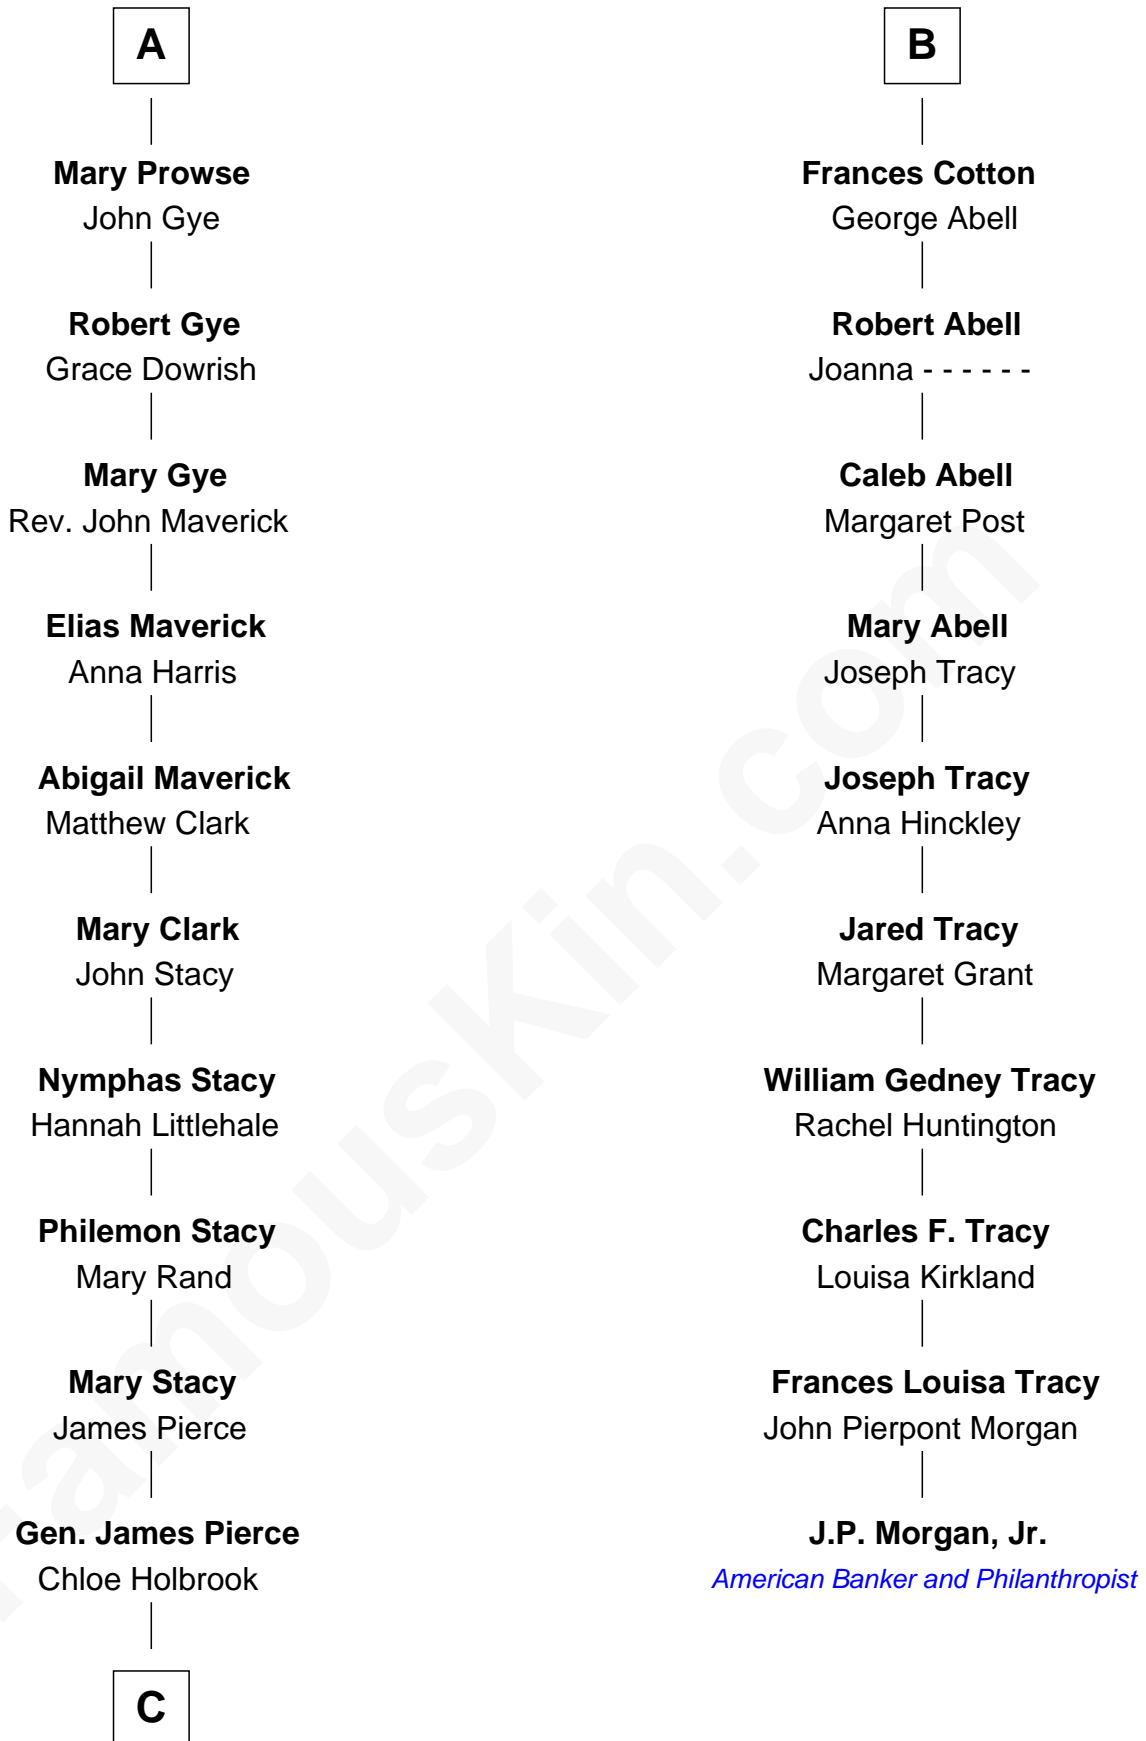 A
Mary Prowse
John Gye
Robert Gye
Grace Dowrish
Mary Gye
Rev. John Maverick
Elias Maverick
Anna Harris
Abigail Maverick
Matthew Clark
Mary Clark
John Stacy
Nymphas Stacy
Hannah Littlehale
Philemon Stacy
Mary Rand
Mary Stacy
James Pierce
Gen. James Pierce
Chloe Holbrook
C
B
Frances Cotton
George Abell
Robert Abell
Joanna - - - - - -
Caleb Abell
Margaret Post
Mary Abell
Joseph Tracy
Joseph Tracy
Anna Hinckley
Jared Tracy
Margaret Grant
William Gedney Tracy
Rachel Huntington
Charles F. Tracy
Louisa Kirkland
Frances Louisa Tracy
John Pierpont Morgan
J.P. Morgan, Jr.
American Banker and Philanthropist
FamousKin.com